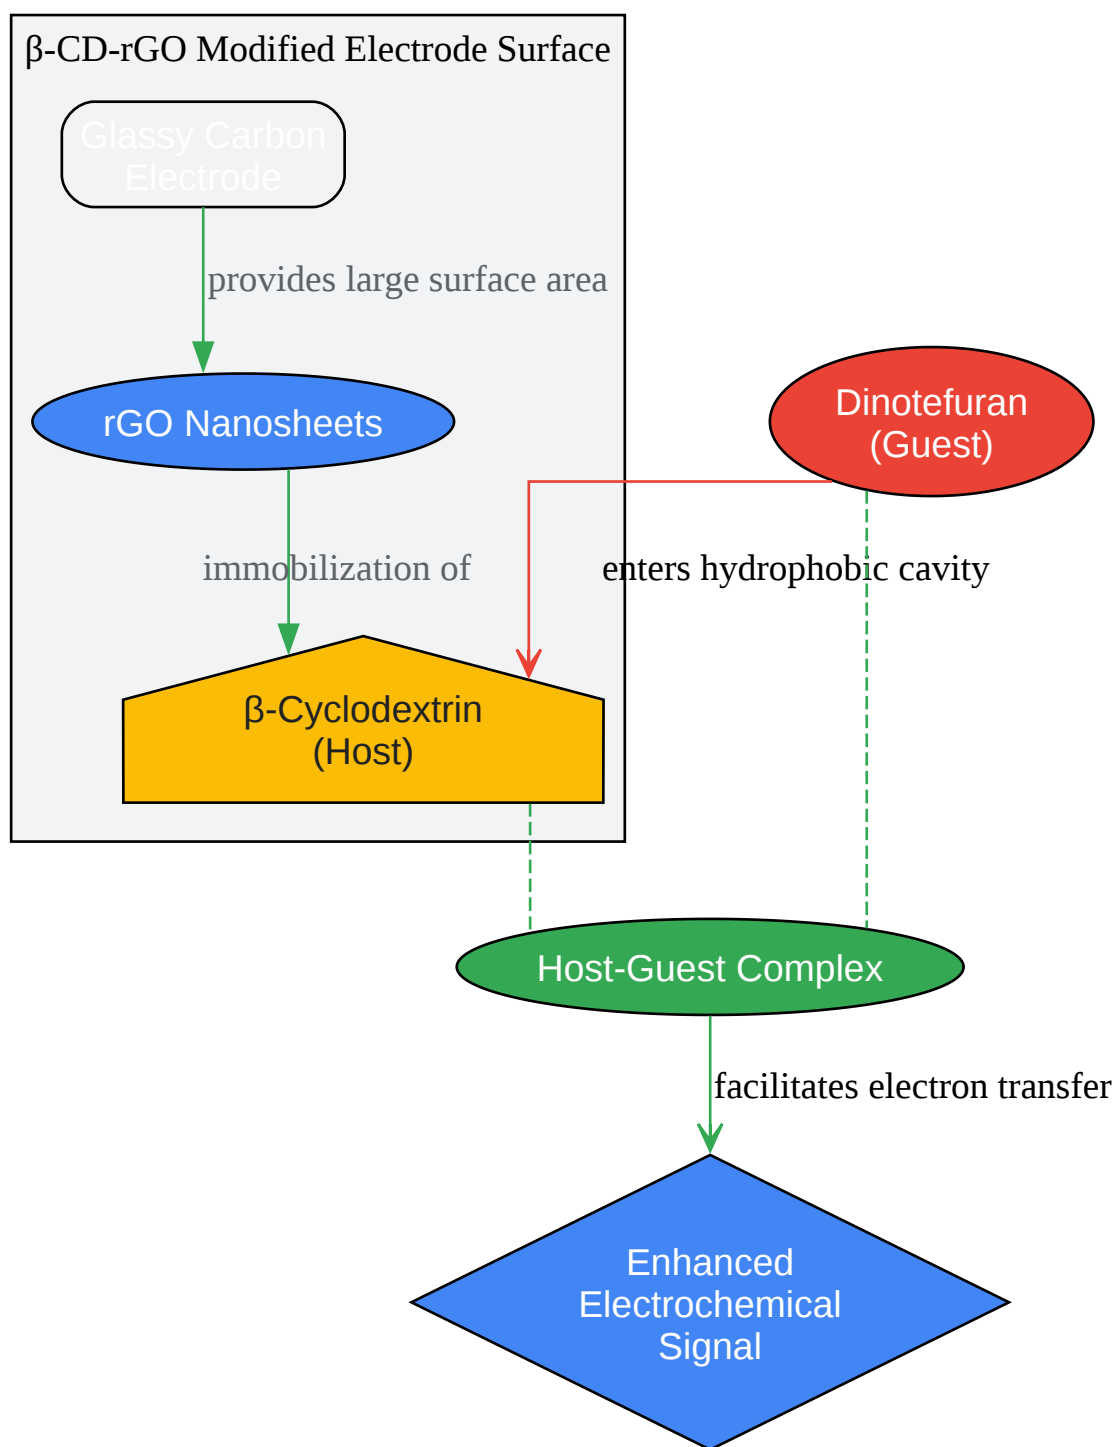 β-CD-rGO Modified Electrode Surface
Glassy Carbon
Electrode
provides large surface area
rGO Nanosheets
Dinotefuran
(Guest)
immobilization of
enters hydrophobic cavity
β-Cyclodextrin
(Host)
Host-Guest Complex
facilitates electron transfer
Enhanced
Electrochemical
Signal